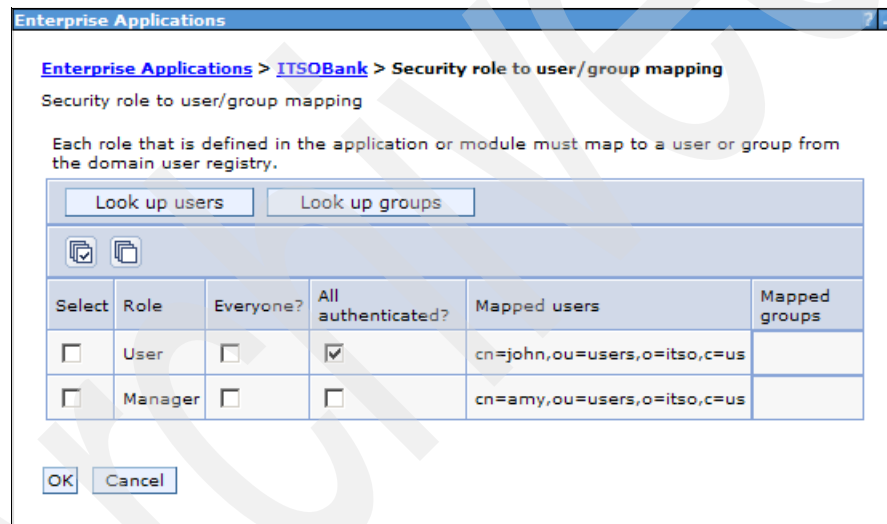 Enterprise Applications ? -
Enterprise Applications > ITSOBank > Security role to user/group mapping
Security role to user/group mapping
Each role that is defined in the application or module must map to a user or group from
the domain user registry.
Look up users Look up groups
Select Role Everyone? All authenticated? Mapped users Mapped groups
User cn=john,ou=users,o=itso,c=us
Manager cn=amy,ou=users,o=itso,c=us
OK Cancel